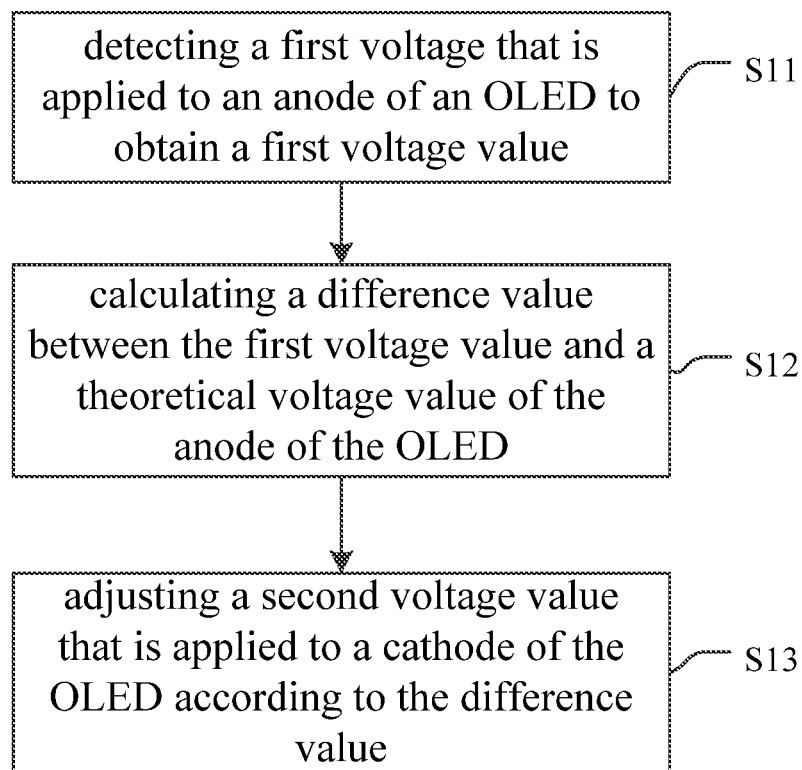 detecting a first voltage that is
applied to an anode of an OLED to
obtain a first voltage value
S11
calculating a difference value
between the first voltage value and a
theoretical voltage value of the
anode of the OLED
S12
adjusting a second voltage value
that is applied to a cathode of the
OLED according to the difference
value
S13